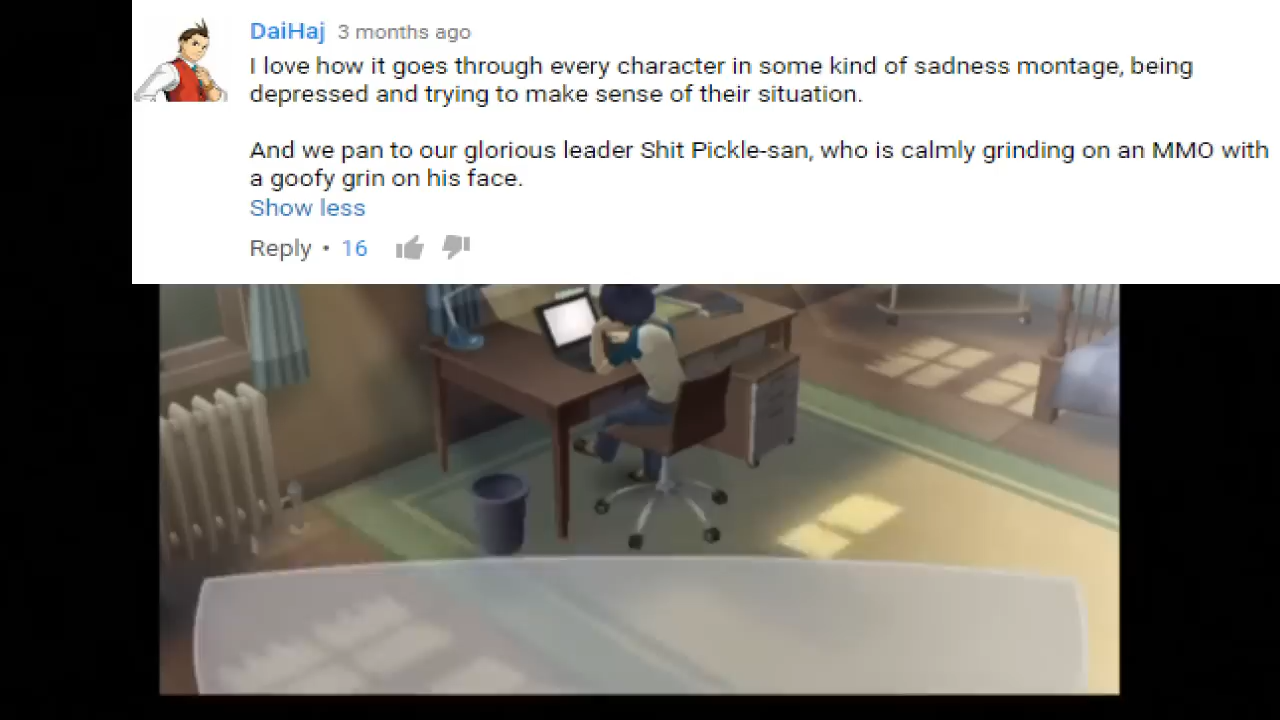 DaiHaj 3 months ago
I love how it goes through every character in some kind of sadness montage, being
depressed and trying to make sense of their situation.
And we pan to our glorious leader Shit Pickle-san, who is calmly grinding on an MMO with
a goofy grin on his face.
Show less
Reply • 16